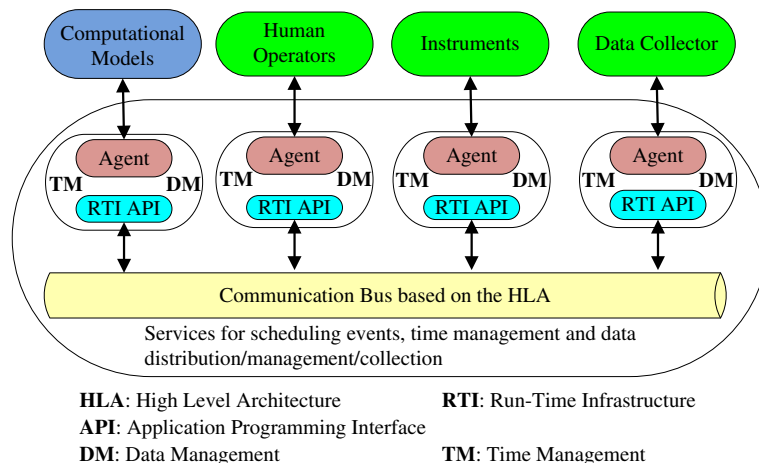 Computational
Models
Human
Operators
Instruments
Data Collector
Agent
TM DM
RTI API
Agent
TM DM
RTI API
Agent
TM DM
RTI API
Agent
TM DM
RTI API
Communication Bus based on the HLA
Services for scheduling events, time management and data
distribution/management/collection
HLA: High Level Architecture
RTI: Run-Time Infrastructure
API: Application Programming Interface
DM: Data Management
TM: Time Management